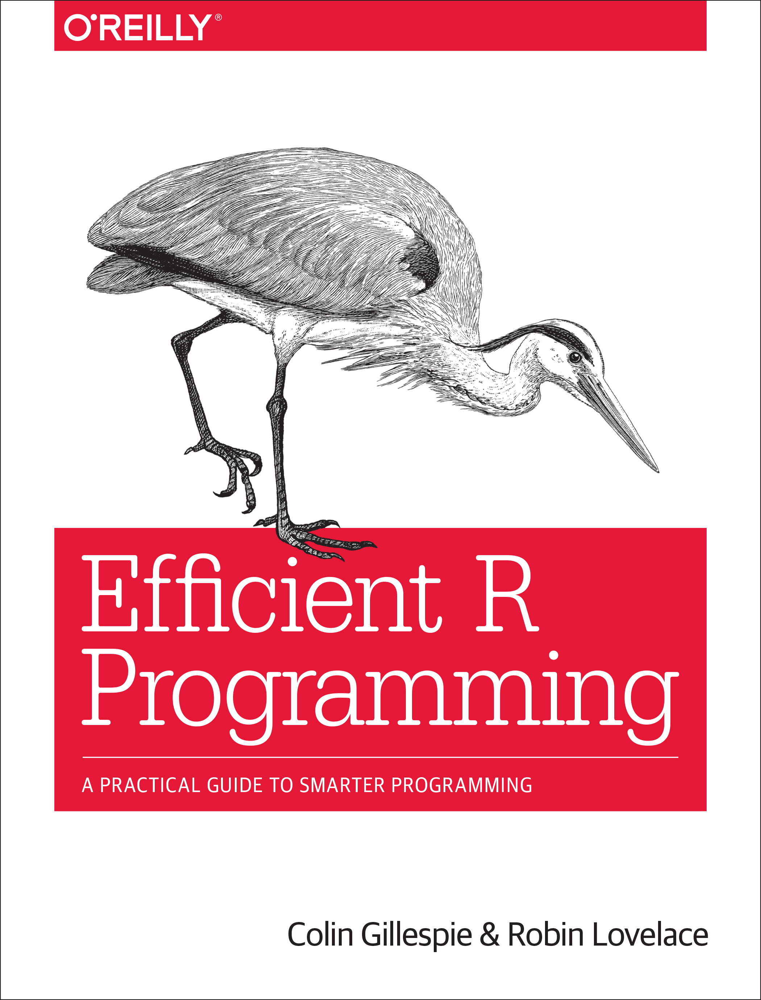 O'REILLY®
Efficient R
Programming
A PRACTICAL GUIDE TO SMARTER PROGRAMMING
Colin Gillespie & Robin Lovelace